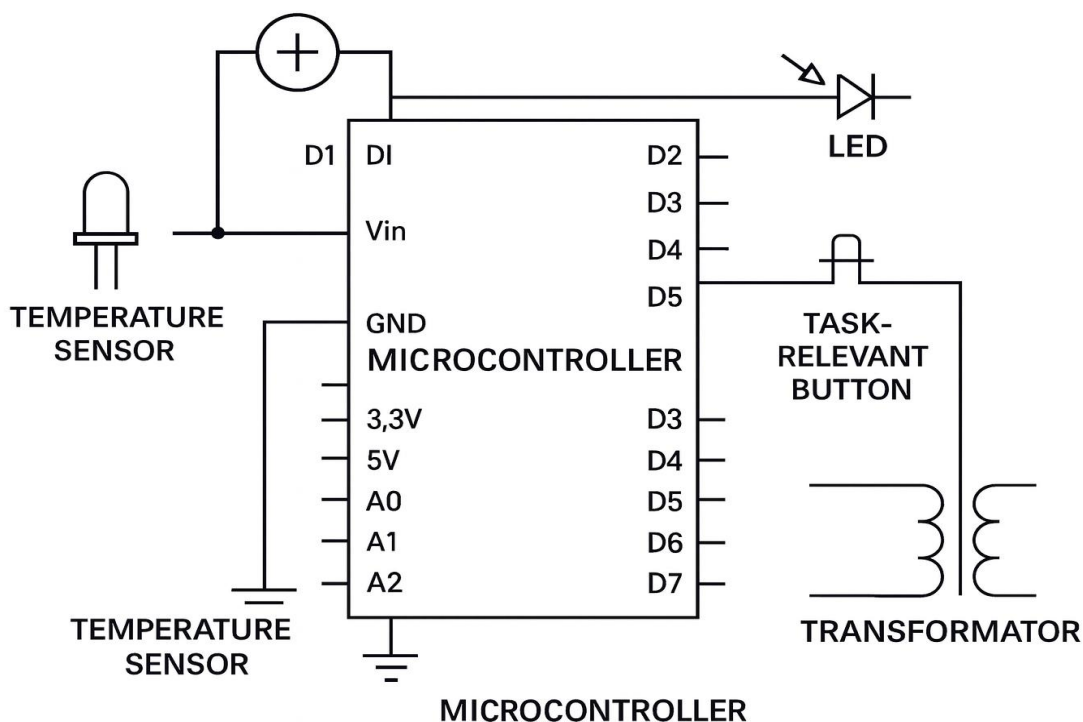 LED
D1 DI D2
D3
D4
Vin
D5
TEMPERATURE
SENSOR
GND
MICROCONTROLLER
TASK-
RELEVANT
BUTTON
3,3V D3
5V D4
A0 D5
A1 D6
A2 D7
TEMPERATURE
SENSOR
TRANSFORMATOR
MICROCONTROLLER